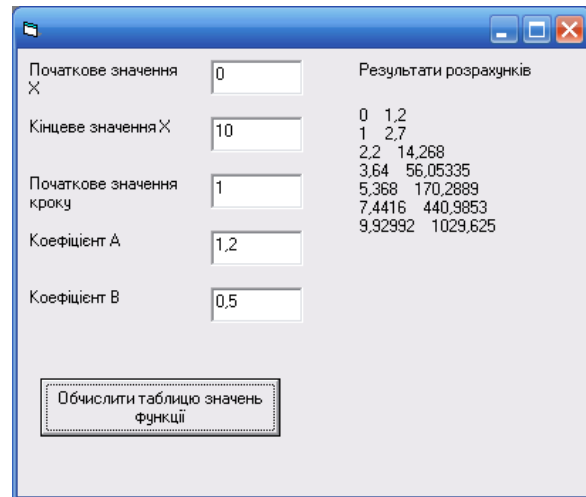 Початкове значення
X
0
Кінцеве значення X
10
Початкове значення
кроку
1
Коефіцієнт А
1,2
Коефіцієнт В
0,5
Обчислити таблицю значень
функції
Результати розрахунків
0 1,2
1 2,7
2,2 14,268
3,64 56,05335
5,368 170,2889
7,4416 440,9853
9,92992 1029,625